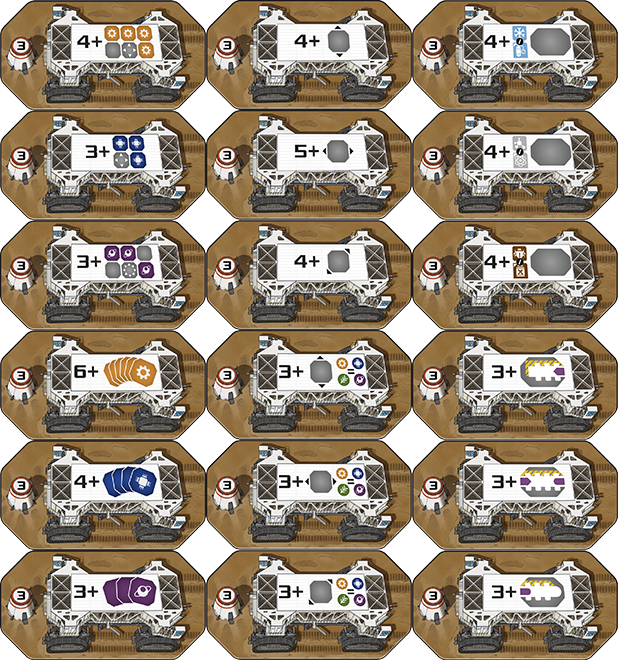 3 4+ 3 4+ 3 4+
3 3+ 3 5+ 3 4+
3 3+ 3 4+ 3 4+
3 6+ 3 3+ = 3 3+
3 4+ 3 3+ = 3 3+
3 3+ 3 3+ = 3 3+